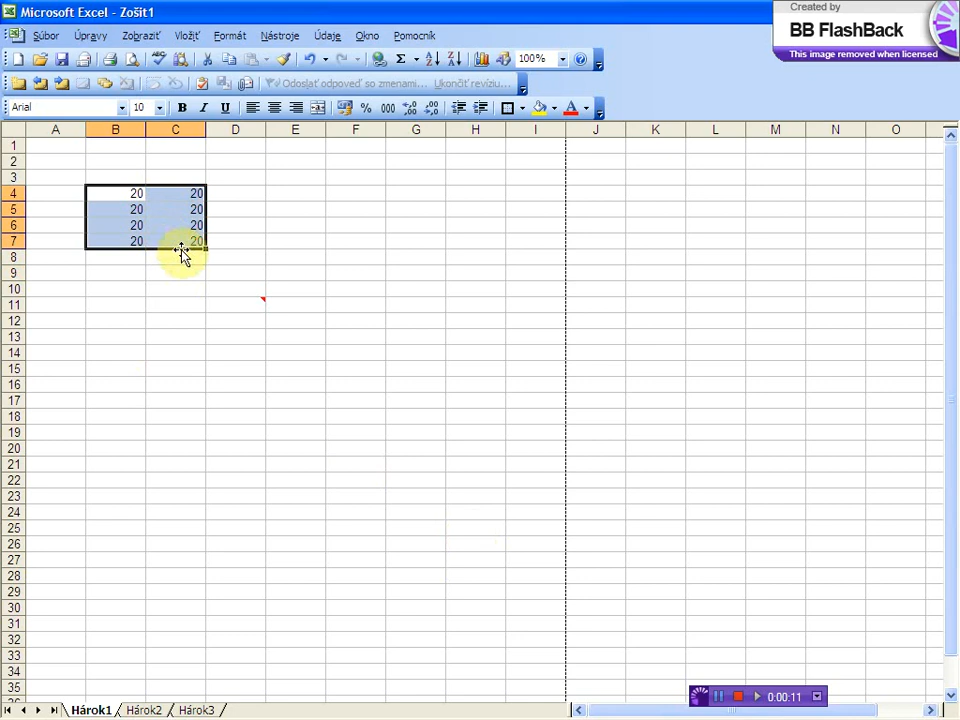 Microsoft Excel - Zošit1
Created by
BB FlashBack
This image removed when licensed
Súbor Úpravy Zobraziť Vložiť Formát Nástroje Údaje Okno Pomocník
100%
Odoslať odpoveď so zmenami... Ukončiť revíziu...
Arial 10 B I U % 000
A B C D E F G H I J K L M N O
1
2
3
4 20 20
5 20 20
6 20 20
7 20 20
8
9
10
11
12
13
14
15
16
17
18
19
20
21
22
23
24
25
26
27
28
29
30
31
32
33
34
35
0:00:11
Hárok1 Hárok2 Hárok3